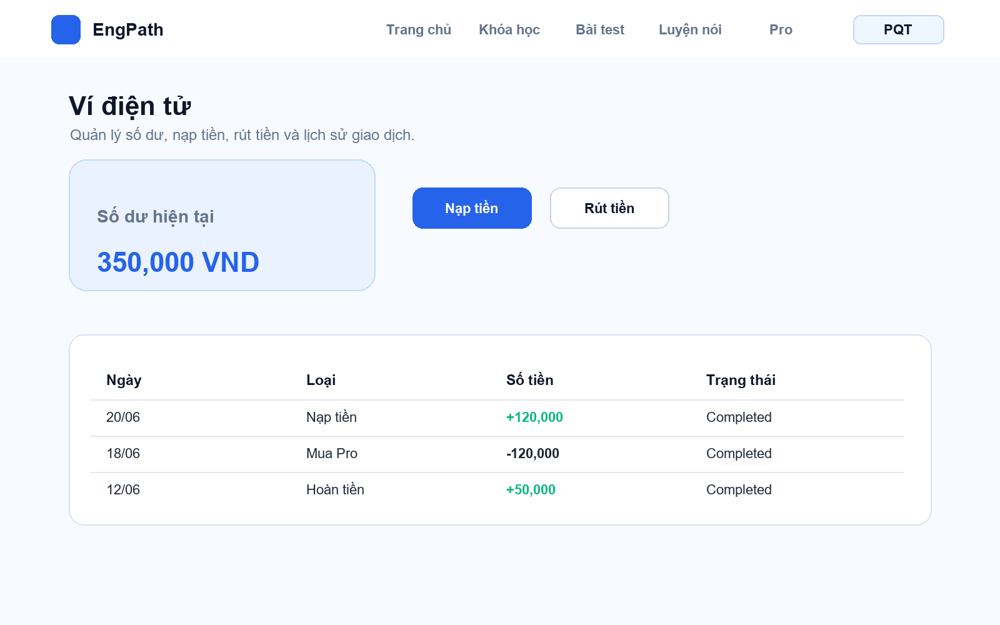 EngPath Trang chủ Khóa học Bài test Luyện nói Pro PQT
Ví điện tử
Quản lý số dư, nạp tiền, rút tiền và lịch sử giao dịch.
Số dư hiện tại
350,000 VND
Nạp tiền Rút tiền
Ngày Loại Số tiền Trạng thái
20/06 Nạp tiền +120,000 Completed
18/06 Mua Pro -120,000 Completed
12/06 Hoàn tiền +50,000 Completed